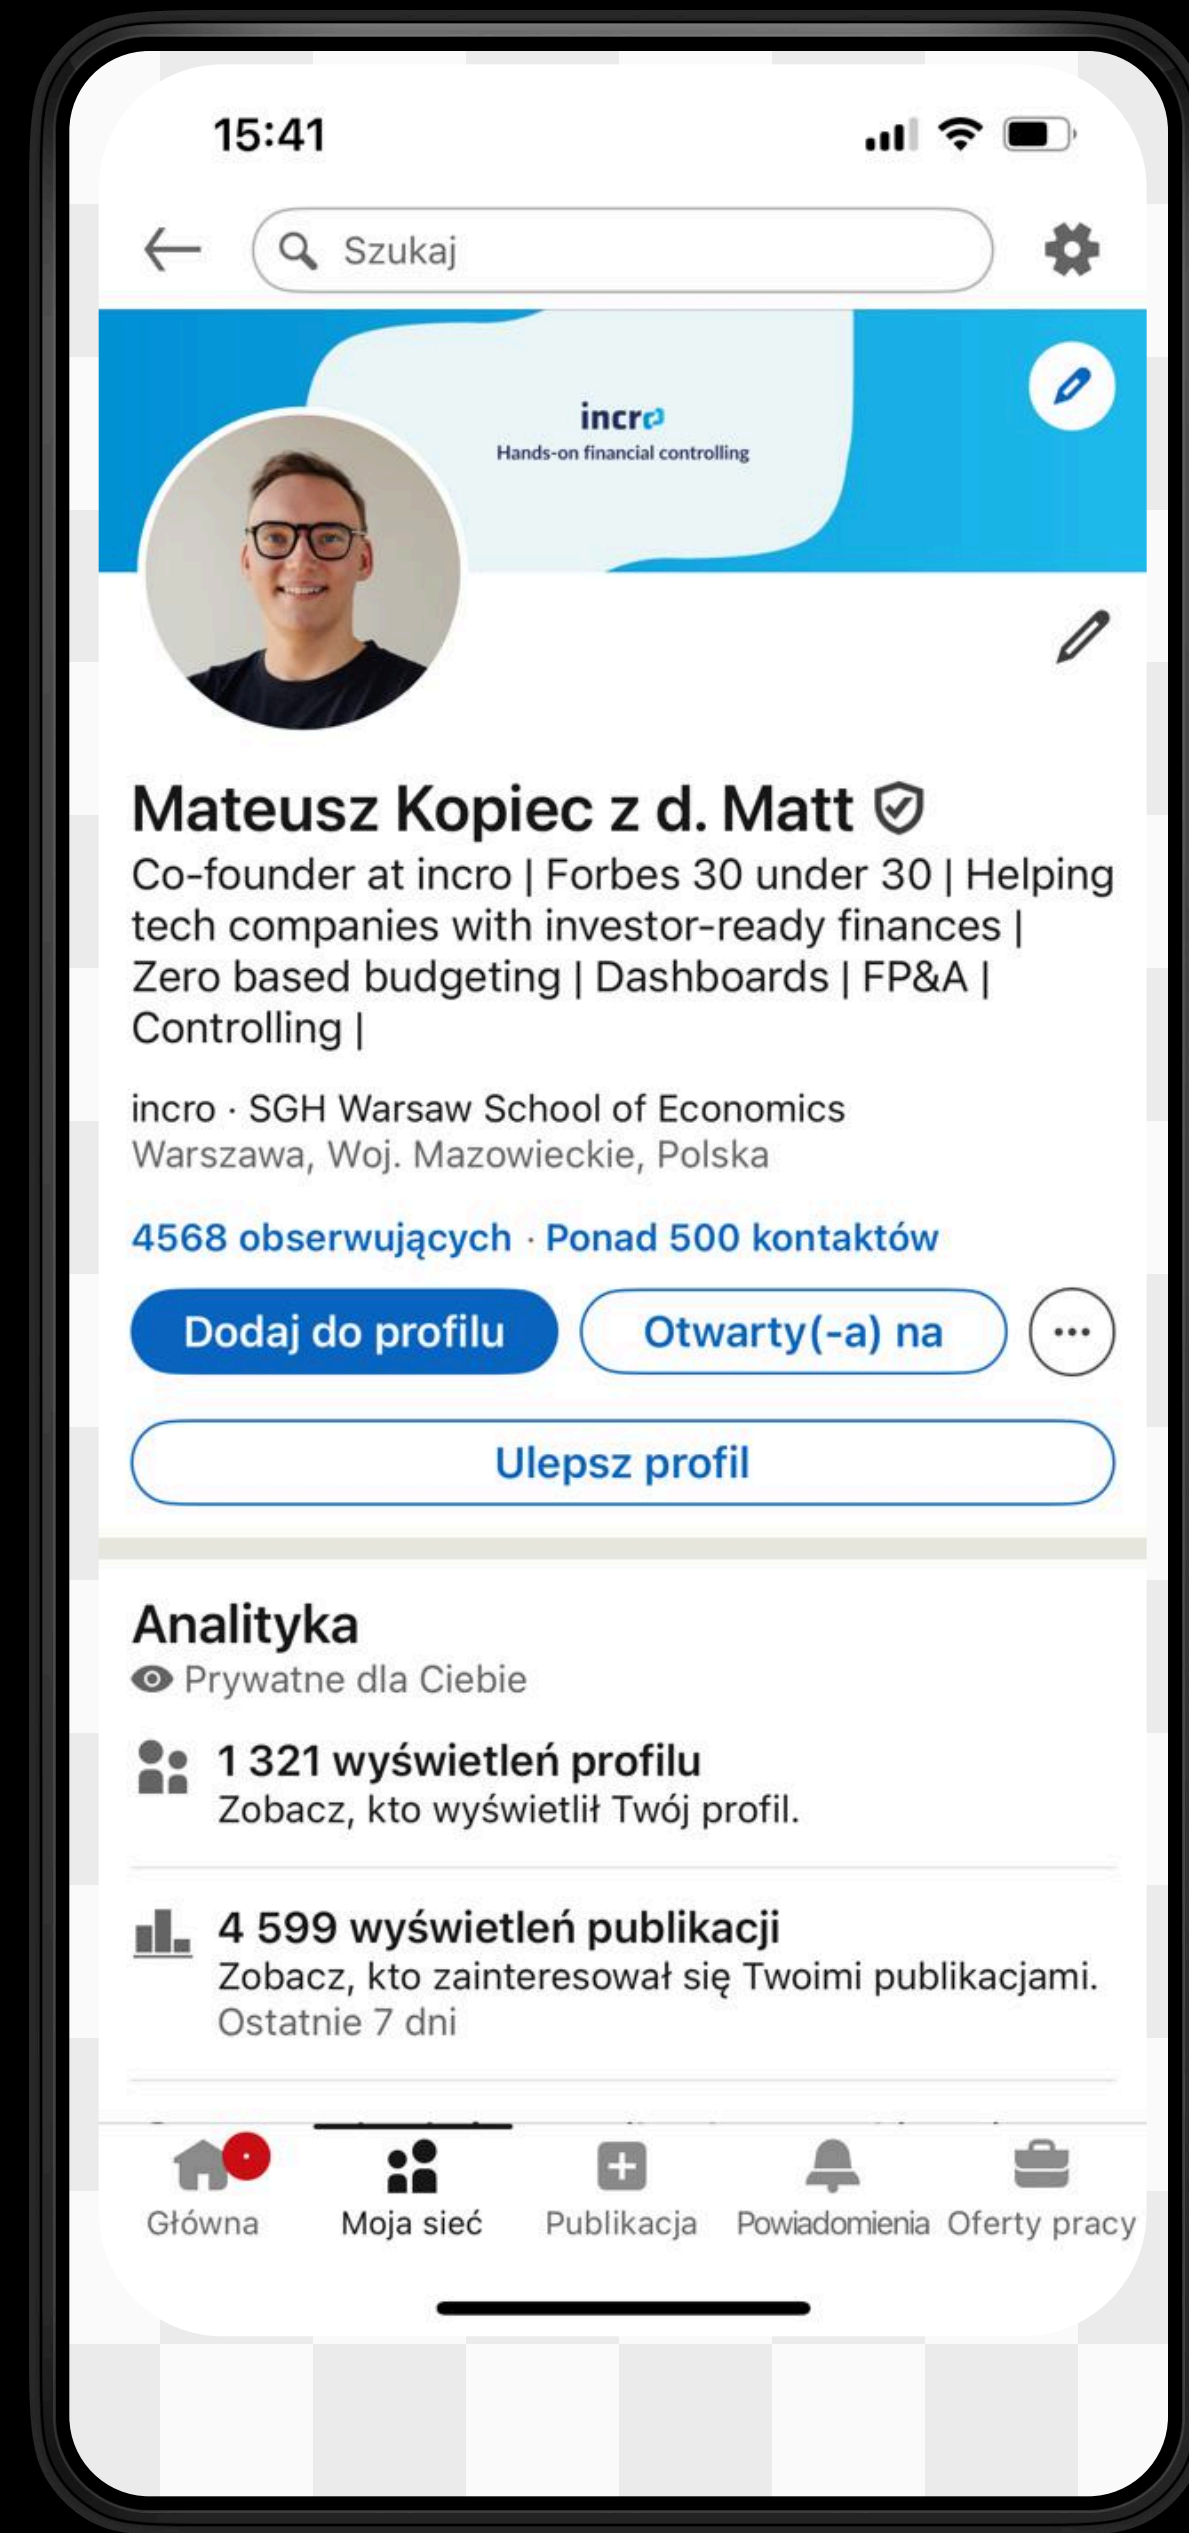 15:41
Szukaj
incro
Hands-on financial controlling
Mateusz Kopiec z d. Matt
Co-founder at incro | Forbes 30 under 30 | Helping
tech companies with investor-ready finances |
Zero based budgeting | Dashboards | FP&A |
Controlling |
incro · SGH Warsaw School of Economics
Warszawa, Woj. Mazowieckie, Polska
4568 obserwujących · Ponad 500 kontaktów
Dodaj do profilu
Otwarty(-a) na
Ulepsz profil
Analityka
Prywatne dla Ciebie
1 321 wyświetleń profilu
Zobacz, kto wyświetlił Twój profil.
4 599 wyświetleń publikacji
Zobacz, kto zainteresował się Twoimi publikacjami.
Ostatnie 7 dni
Główna
Moja sieć
Publikacja
Powiadomienia
Oferty pracy